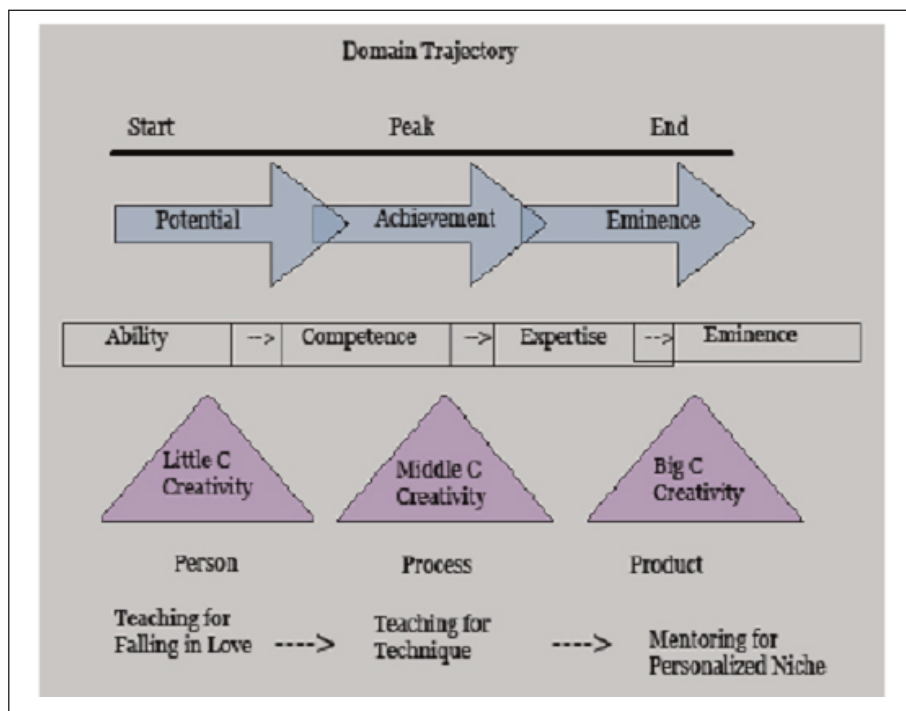 Domain Trajectory
Start Peak End
Potential Achievement Eminence
Ability --> Competence --> Expertise --> Eminence
Little C
Creativity
Middle C
Creativity
Big C
Creativity
Person Process Product
Teaching for
Falling in Love
---->
Teaching for
Technique
---->
Mentoring for
Personalized Niche